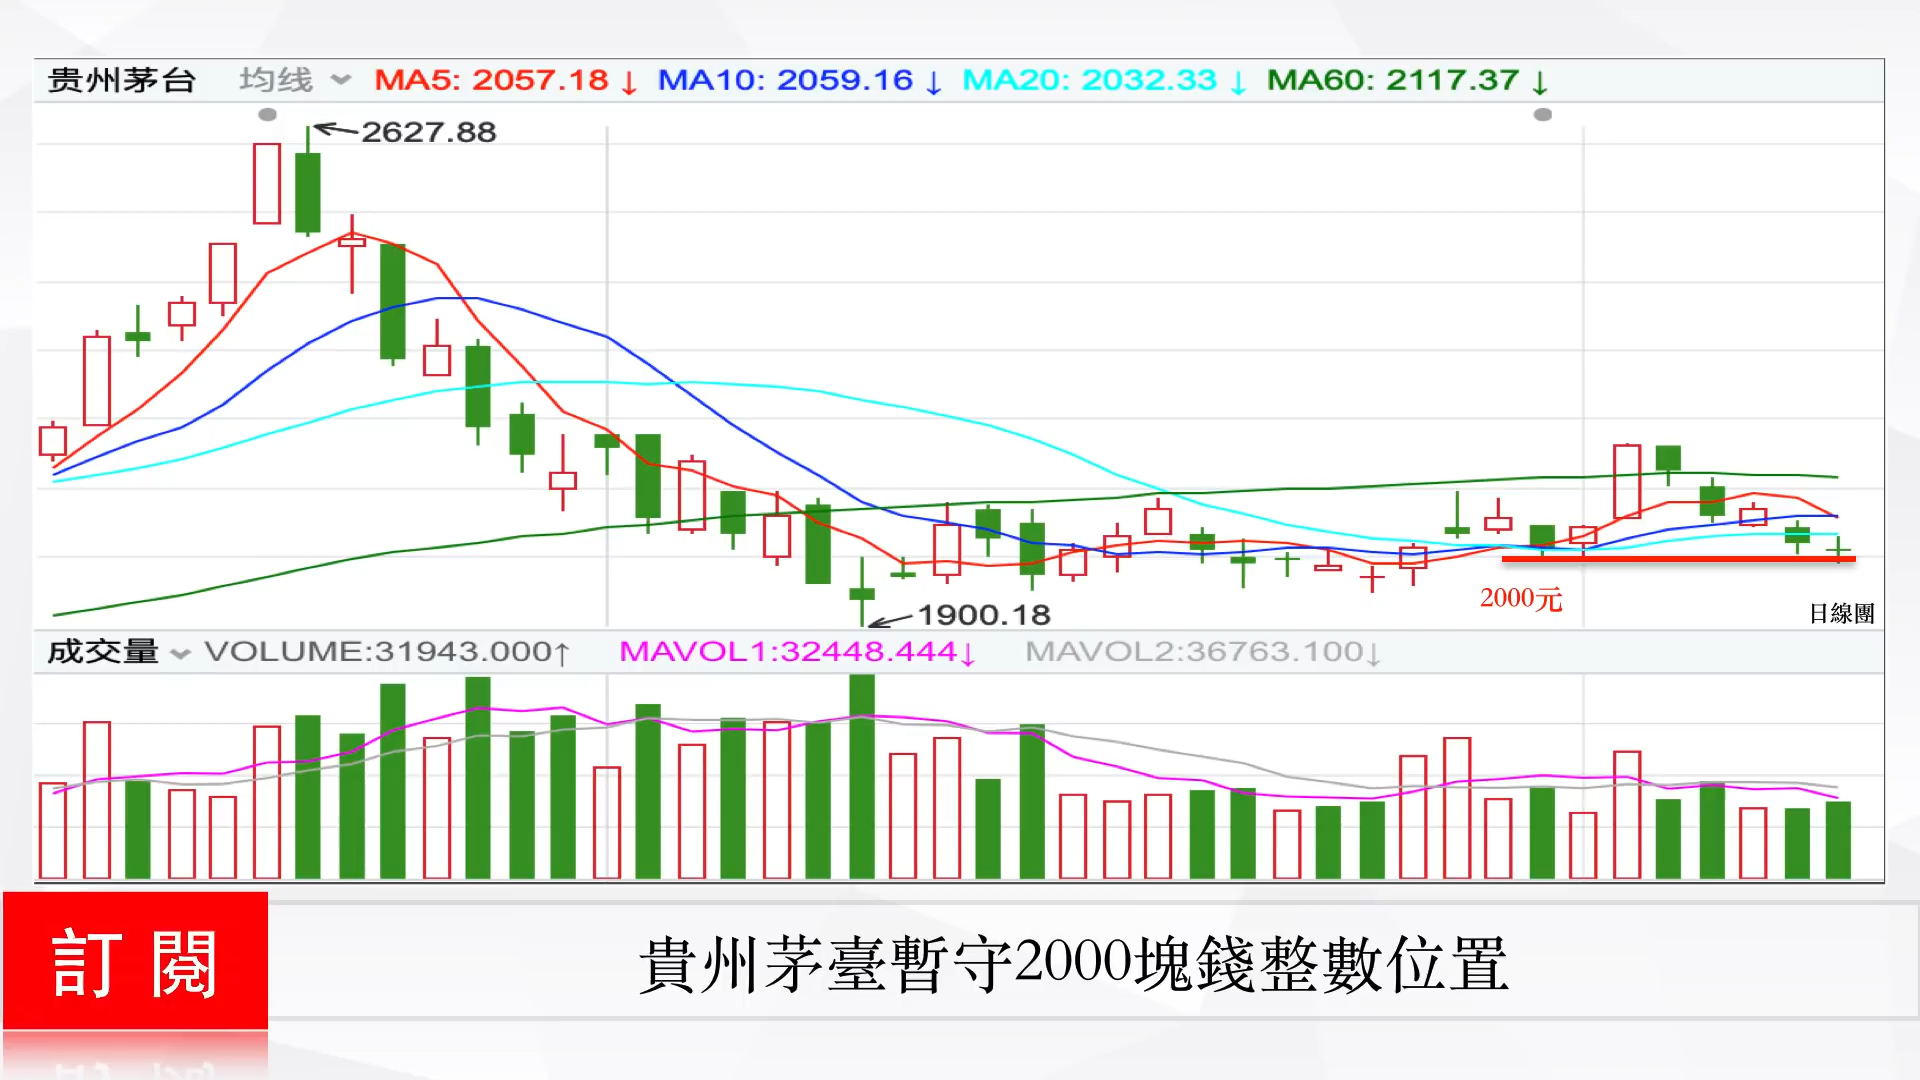 贵州茅台 均线 MA5: 2057.18↓ MA10: 2059.16↓ MA20: 2032.33↓ MA60: 2117.37↓
2627.88
2000元
1900.18
日線團
成交量 VOLUME:31943.000↑ MAVOL1:32448.444↓ MAVOL2:36763.100↓
訂閱
貴州茅臺暫守2000塊錢整數位置